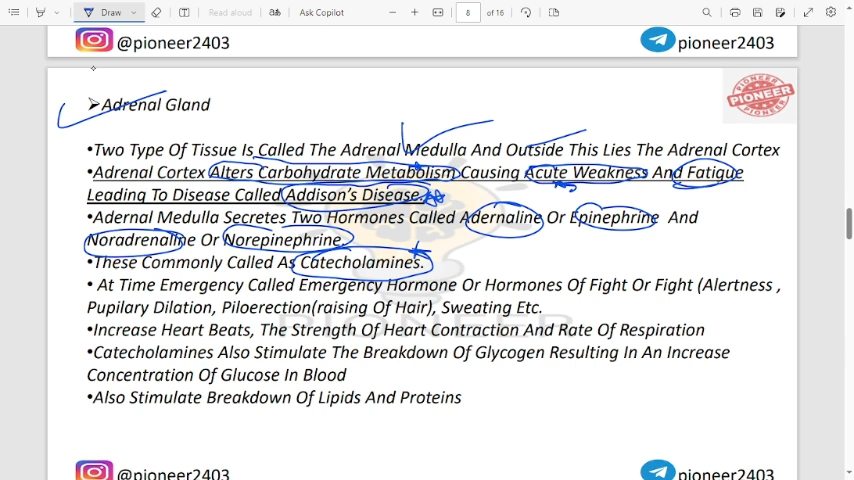 Draw
Read aloud
Ask Copilot
8
of 16
@pioneer2403
pioneer2403
PIONEER
➢Adrenal Gland
•Two Type Of Tissue Is Called The Adrenal Medulla And Outside This Lies The Adrenal Cortex
•Adrenal Cortex Alters Carbohydrate Metabolism Causing Acute Weakness And Fatigue
Leading To Disease Called Addison's Disease.
•Adernal Medulla Secretes Two Hormones Called Adernaline Or Epinephrine And
Noradrenaline Or Norepinephrine.
•These Commonly Called As Catecholamines.
• At Time Emergency Called Emergency Hormone Or Hormones Of Fight Or Fight (Alertness ,
Pupilary Dilation, Piloerection(raising Of Hair), Sweating Etc.
PIONEER
•Increase Heart Beats, The Strength Of Heart Contraction And Rate Of Respiration
•Catecholamines Also Stimulate The Breakdown Of Glycogen Resulting In An Increase
Concentration Of Glucose In Blood
•Also Stimulate Breakdown Of Lipids And Proteins
@pioneer2403
pioneer2403